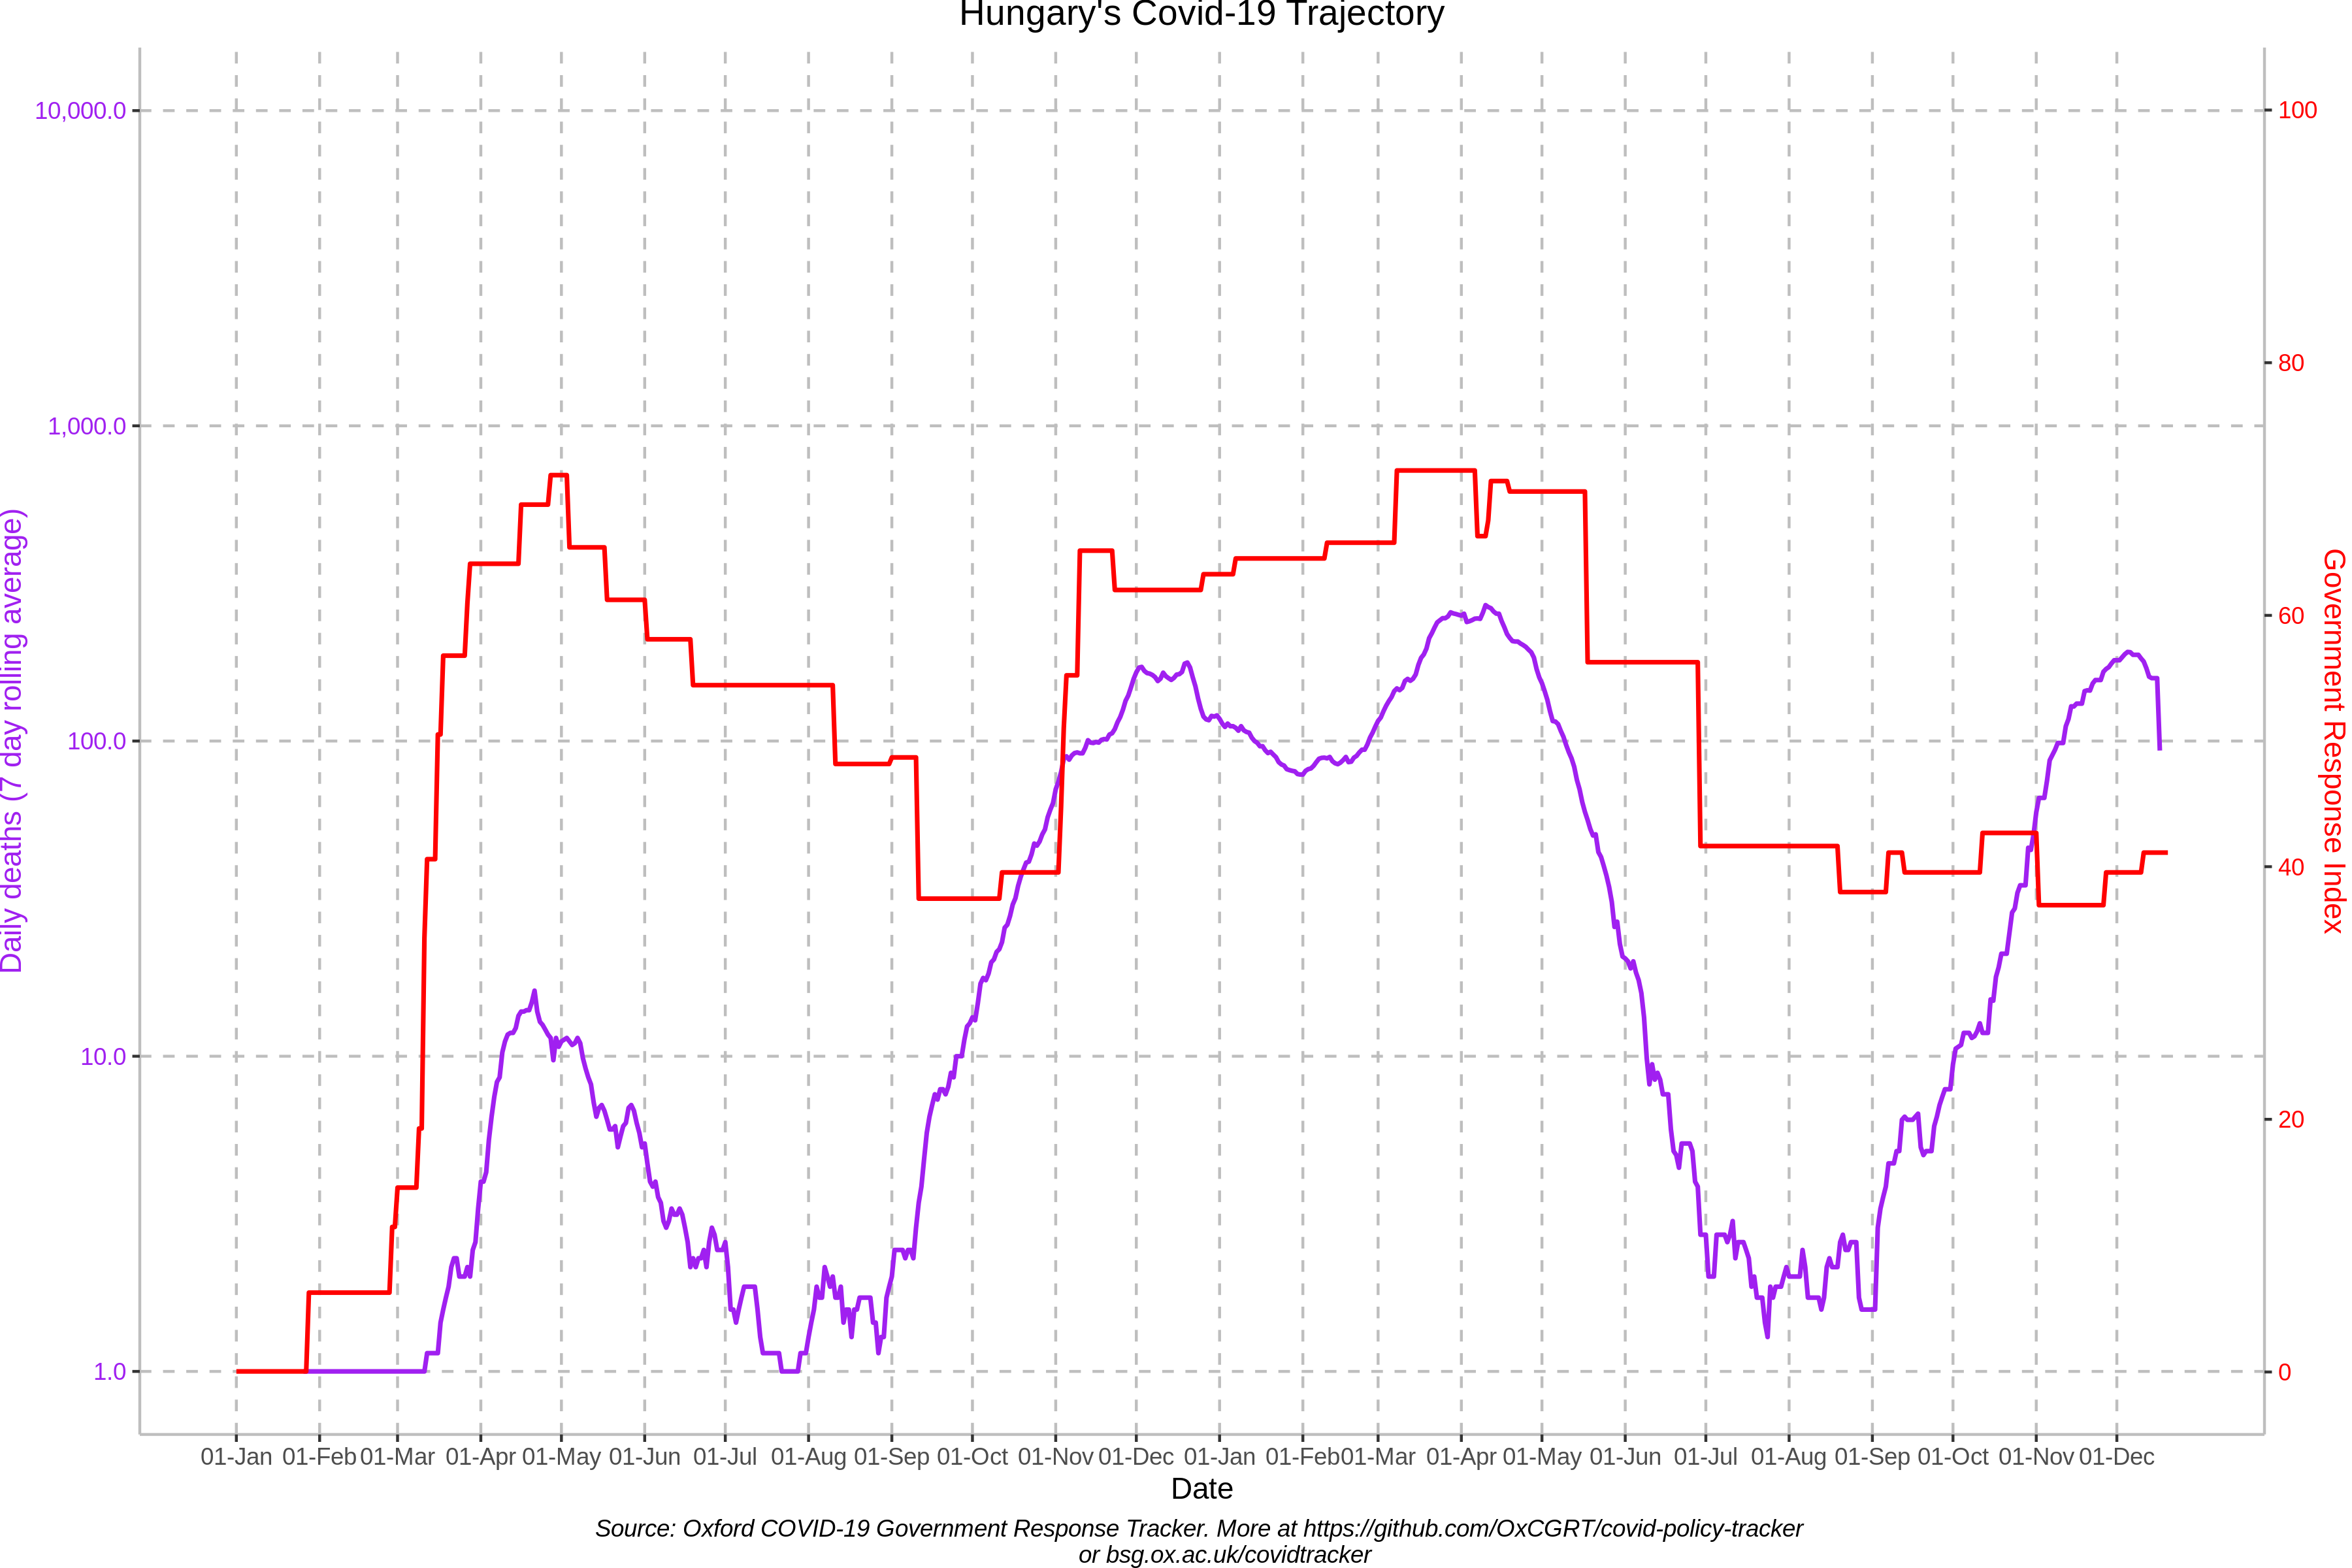 Hungary's Covid-19 Trajectory
10,000.0
1,000.0
100.0
10.0
1.0
Daily deaths (7 day rolling average)
100
80
60
40
20
0
Government Response Index
01-Jan 01-Feb 01-Mar 01-Apr 01-May 01-Jun 01-Jul 01-Aug 01-Sep 01-Oct 01-Nov 01-Dec 01-Jan 01-Feb 01-Mar 01-Apr 01-May 01-Jun 01-Jul 01-Aug 01-Sep 01-Oct 01-Nov 01-Dec
Date
Source: Oxford COVID-19 Government Response Tracker. More at https://github.com/OxCGRT/covid-policy-tracker
or bsg.ox.ac.uk/covidtracker